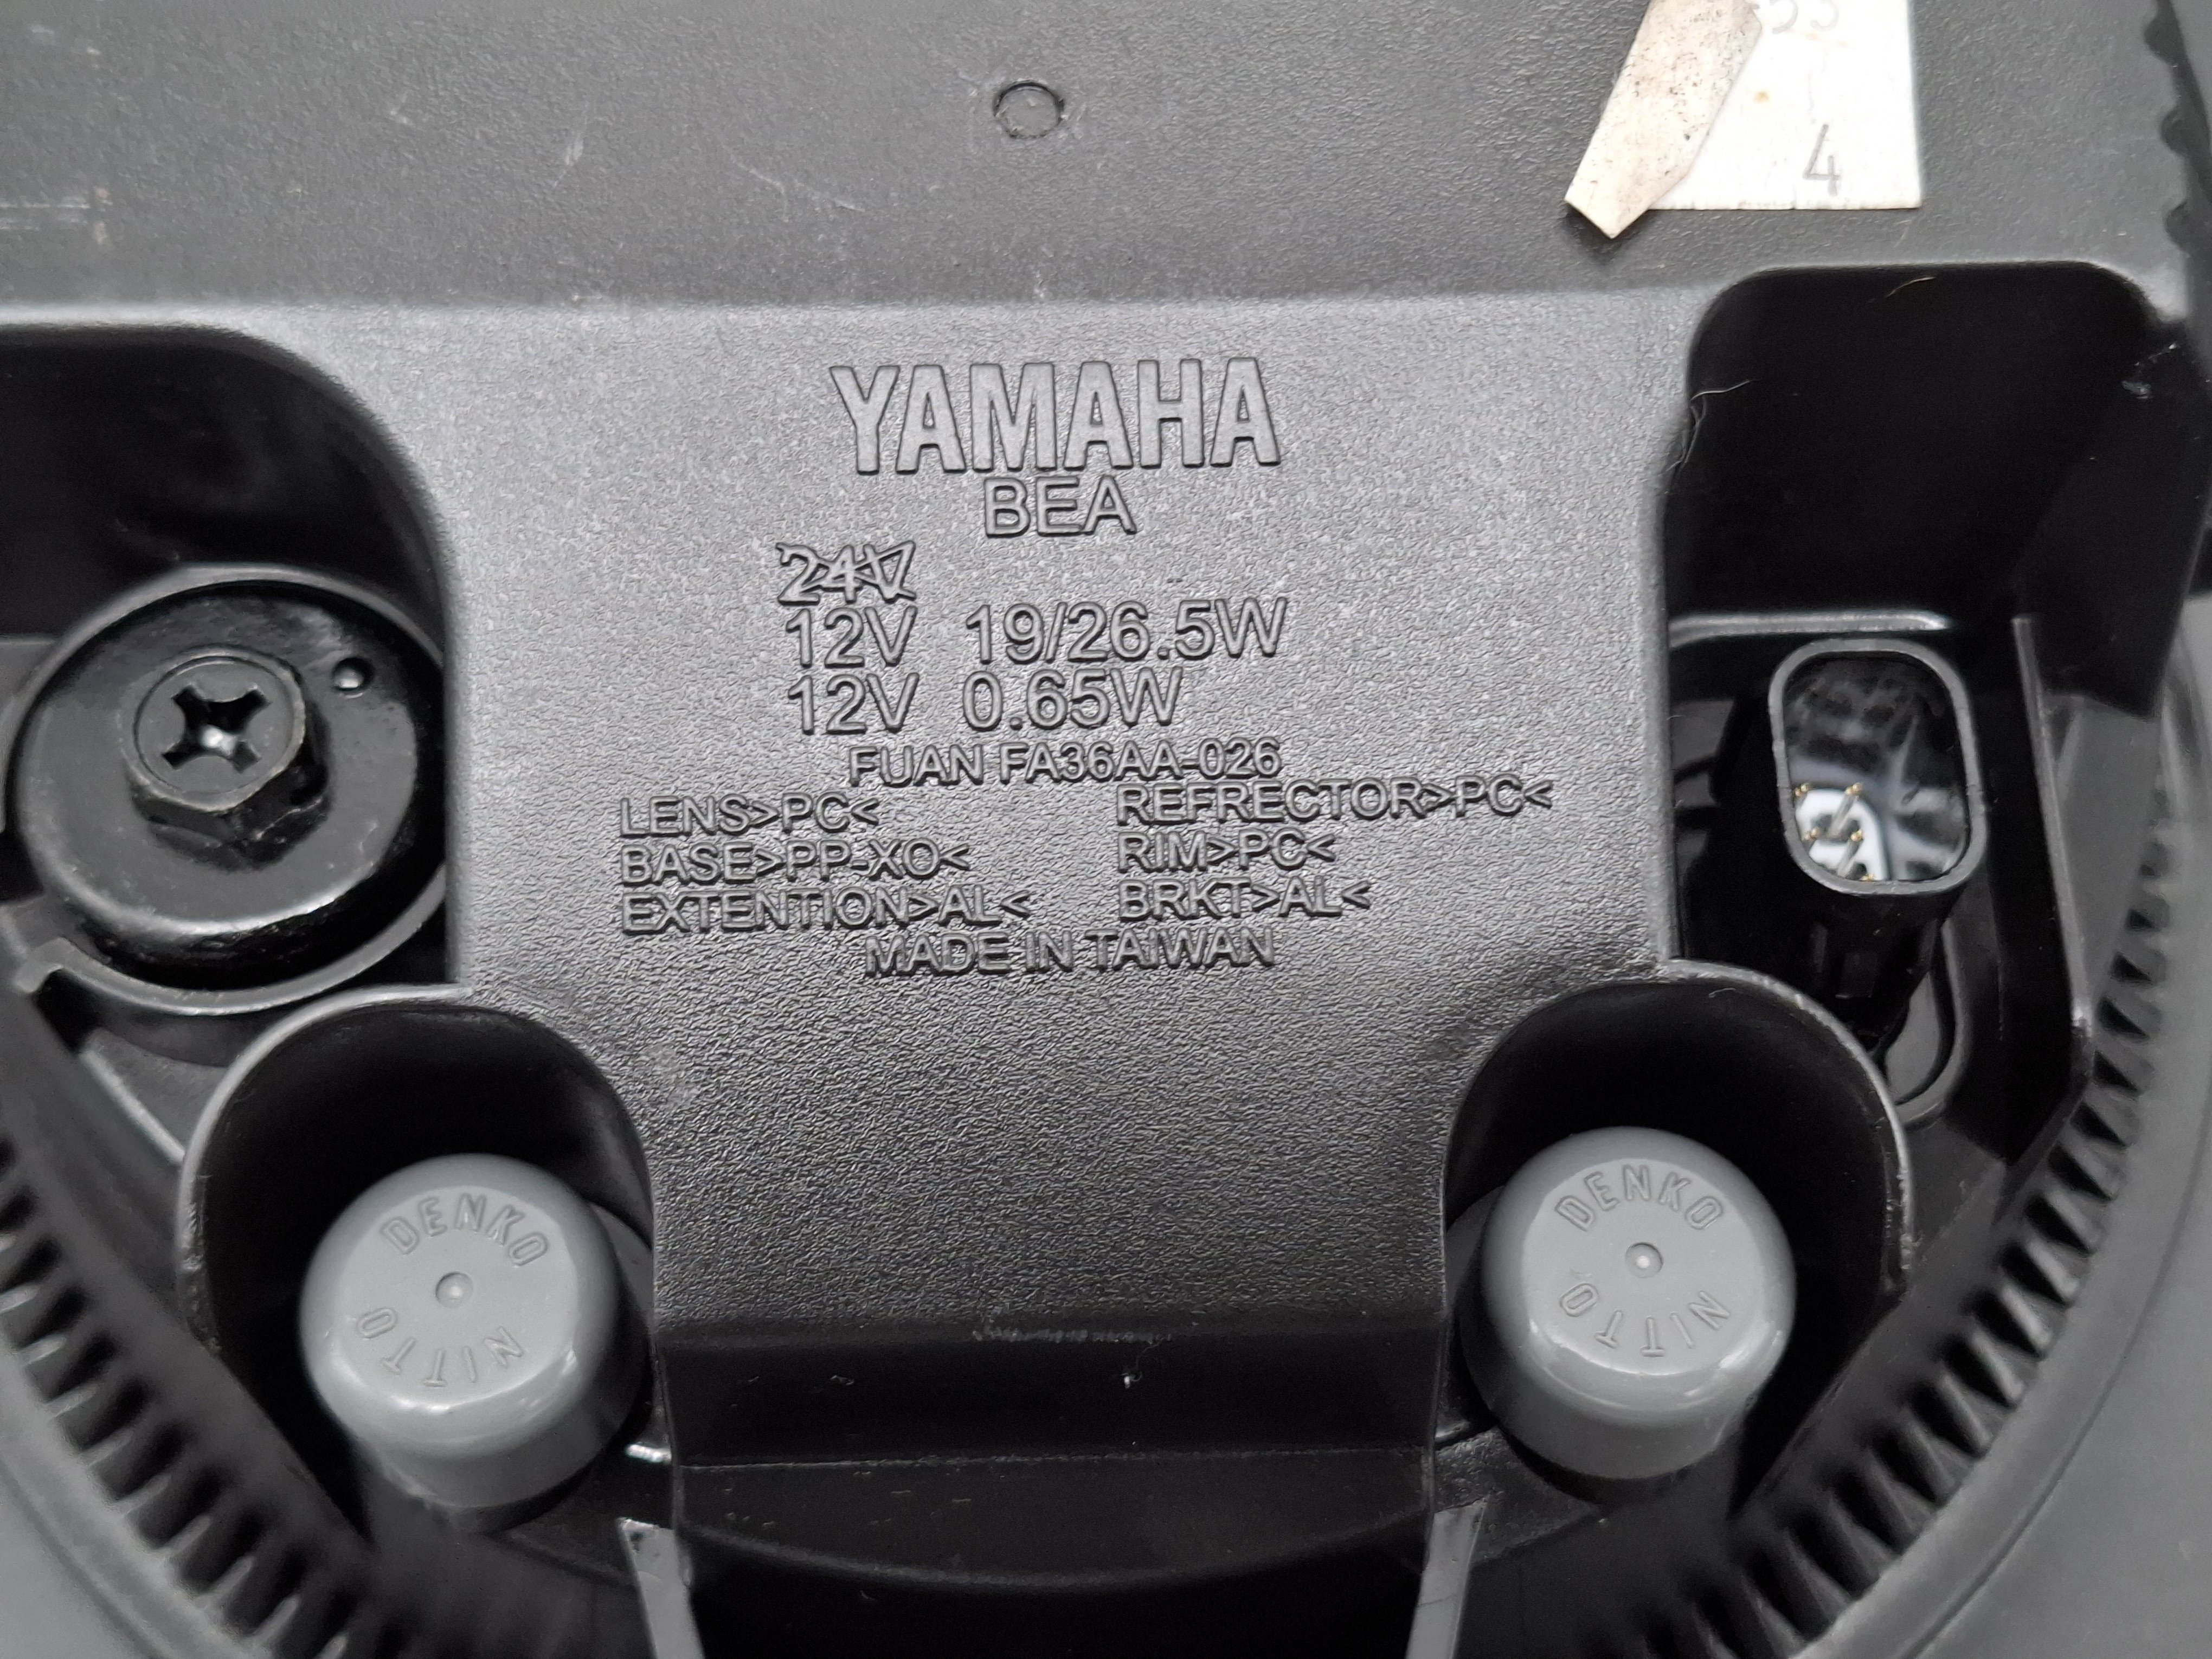 4
YAMAHA
BEA
24V
12V 19/26.5W
12V 0.65W
FUAN FA36AA-026
LENS>PC< REFRECTOR>PC<
BASE>PP-XO< RIM>PC<
EXTENTION>AL< BRKT>AL<
MADE IN TAIWAN
DENKO
NITTO
DENKO
NITTO